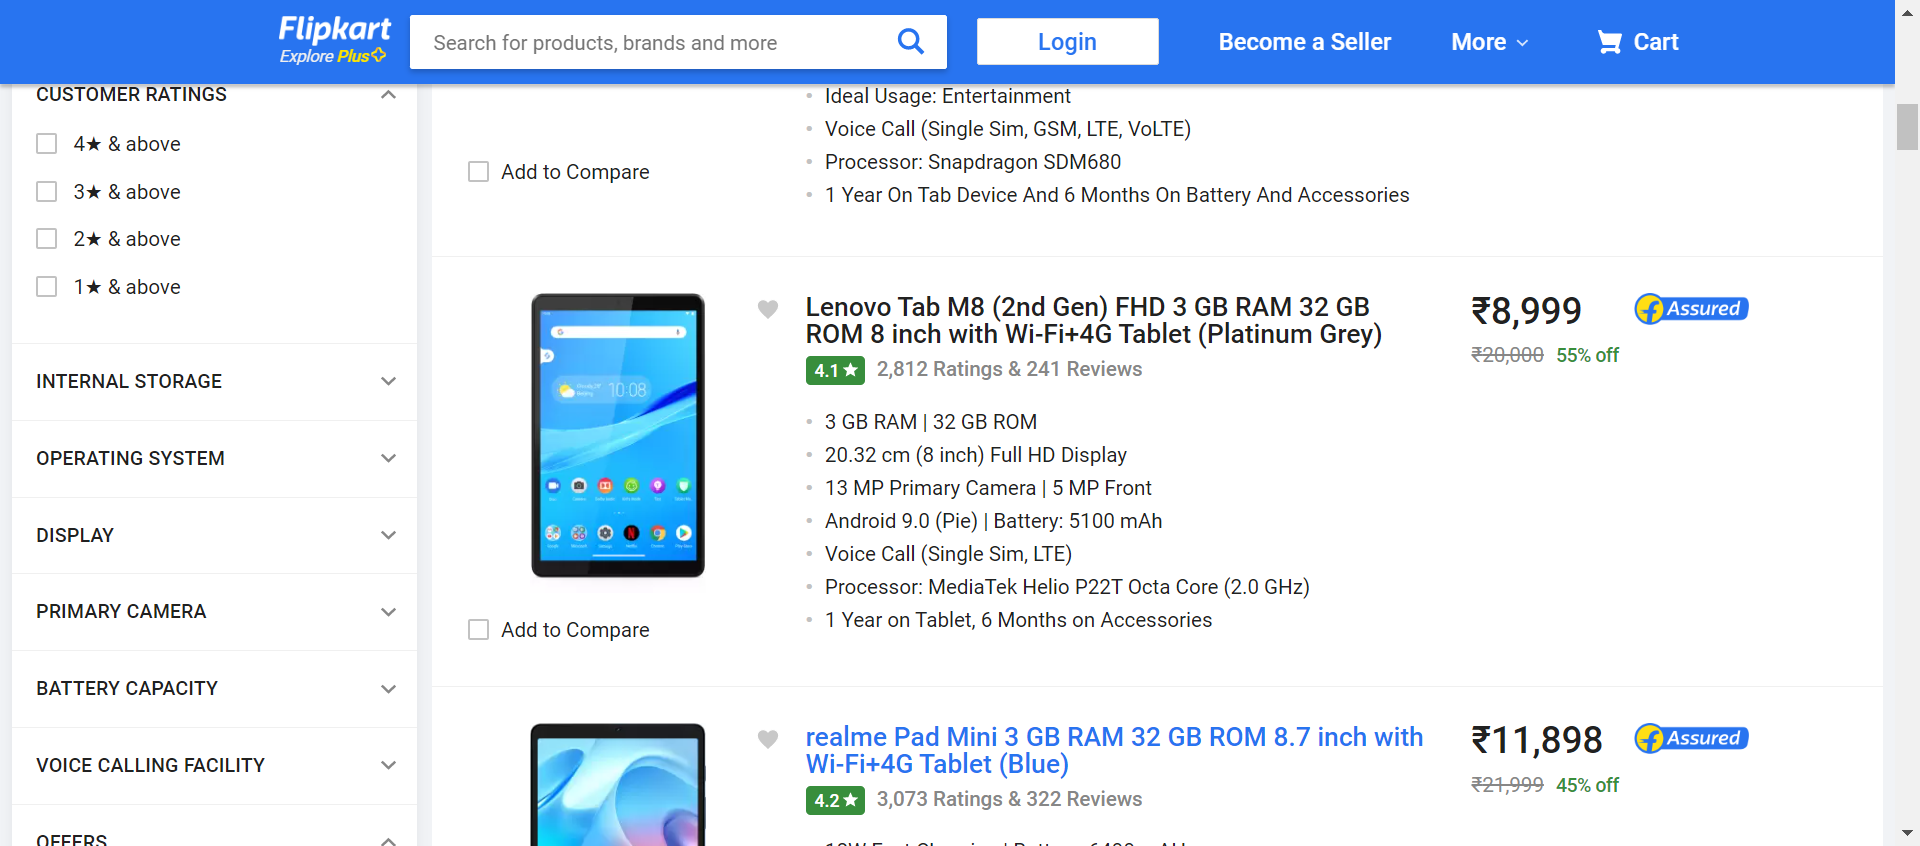 Flipkart
Explore Plus
Search for products, brands and more
Login
Become a Seller
More
Cart
CUSTOMER RATINGS
4★ & above
3★ & above
2★ & above
1★ & above
INTERNAL STORAGE
OPERATING SYSTEM
DISPLAY
PRIMARY CAMERA
BATTERY CAPACITY
VOICE CALLING FACILITY
OFFERS
Ideal Usage: Entertainment
Voice Call (Single Sim, GSM, LTE, VoLTE)
Processor: Snapdragon SDM680
1 Year On Tab Device And 6 Months On Battery And Accessories
Add to Compare
10:08
Lenovo Tab M8 (2nd Gen) FHD 3 GB RAM 32 GB
ROM 8 inch with Wi-Fi+4G Tablet (Platinum Grey)
4.1★ 2,812 Ratings & 241 Reviews
3 GB RAM | 32 GB ROM
20.32 cm (8 inch) Full HD Display
13 MP Primary Camera | 5 MP Front
Android 9.0 (Pie) | Battery: 5100 mAh
Voice Call (Single Sim, LTE)
Processor: MediaTek Helio P22T Octa Core (2.0 GHz)
1 Year on Tablet, 6 Months on Accessories
₹8,999
Assured
₹20,000 55% off
Add to Compare
realme Pad Mini 3 GB RAM 32 GB ROM 8.7 inch with
Wi-Fi+4G Tablet (Blue)
4.2★ 3,073 Ratings & 322 Reviews
₹11,898
Assured
₹21,999 45% off